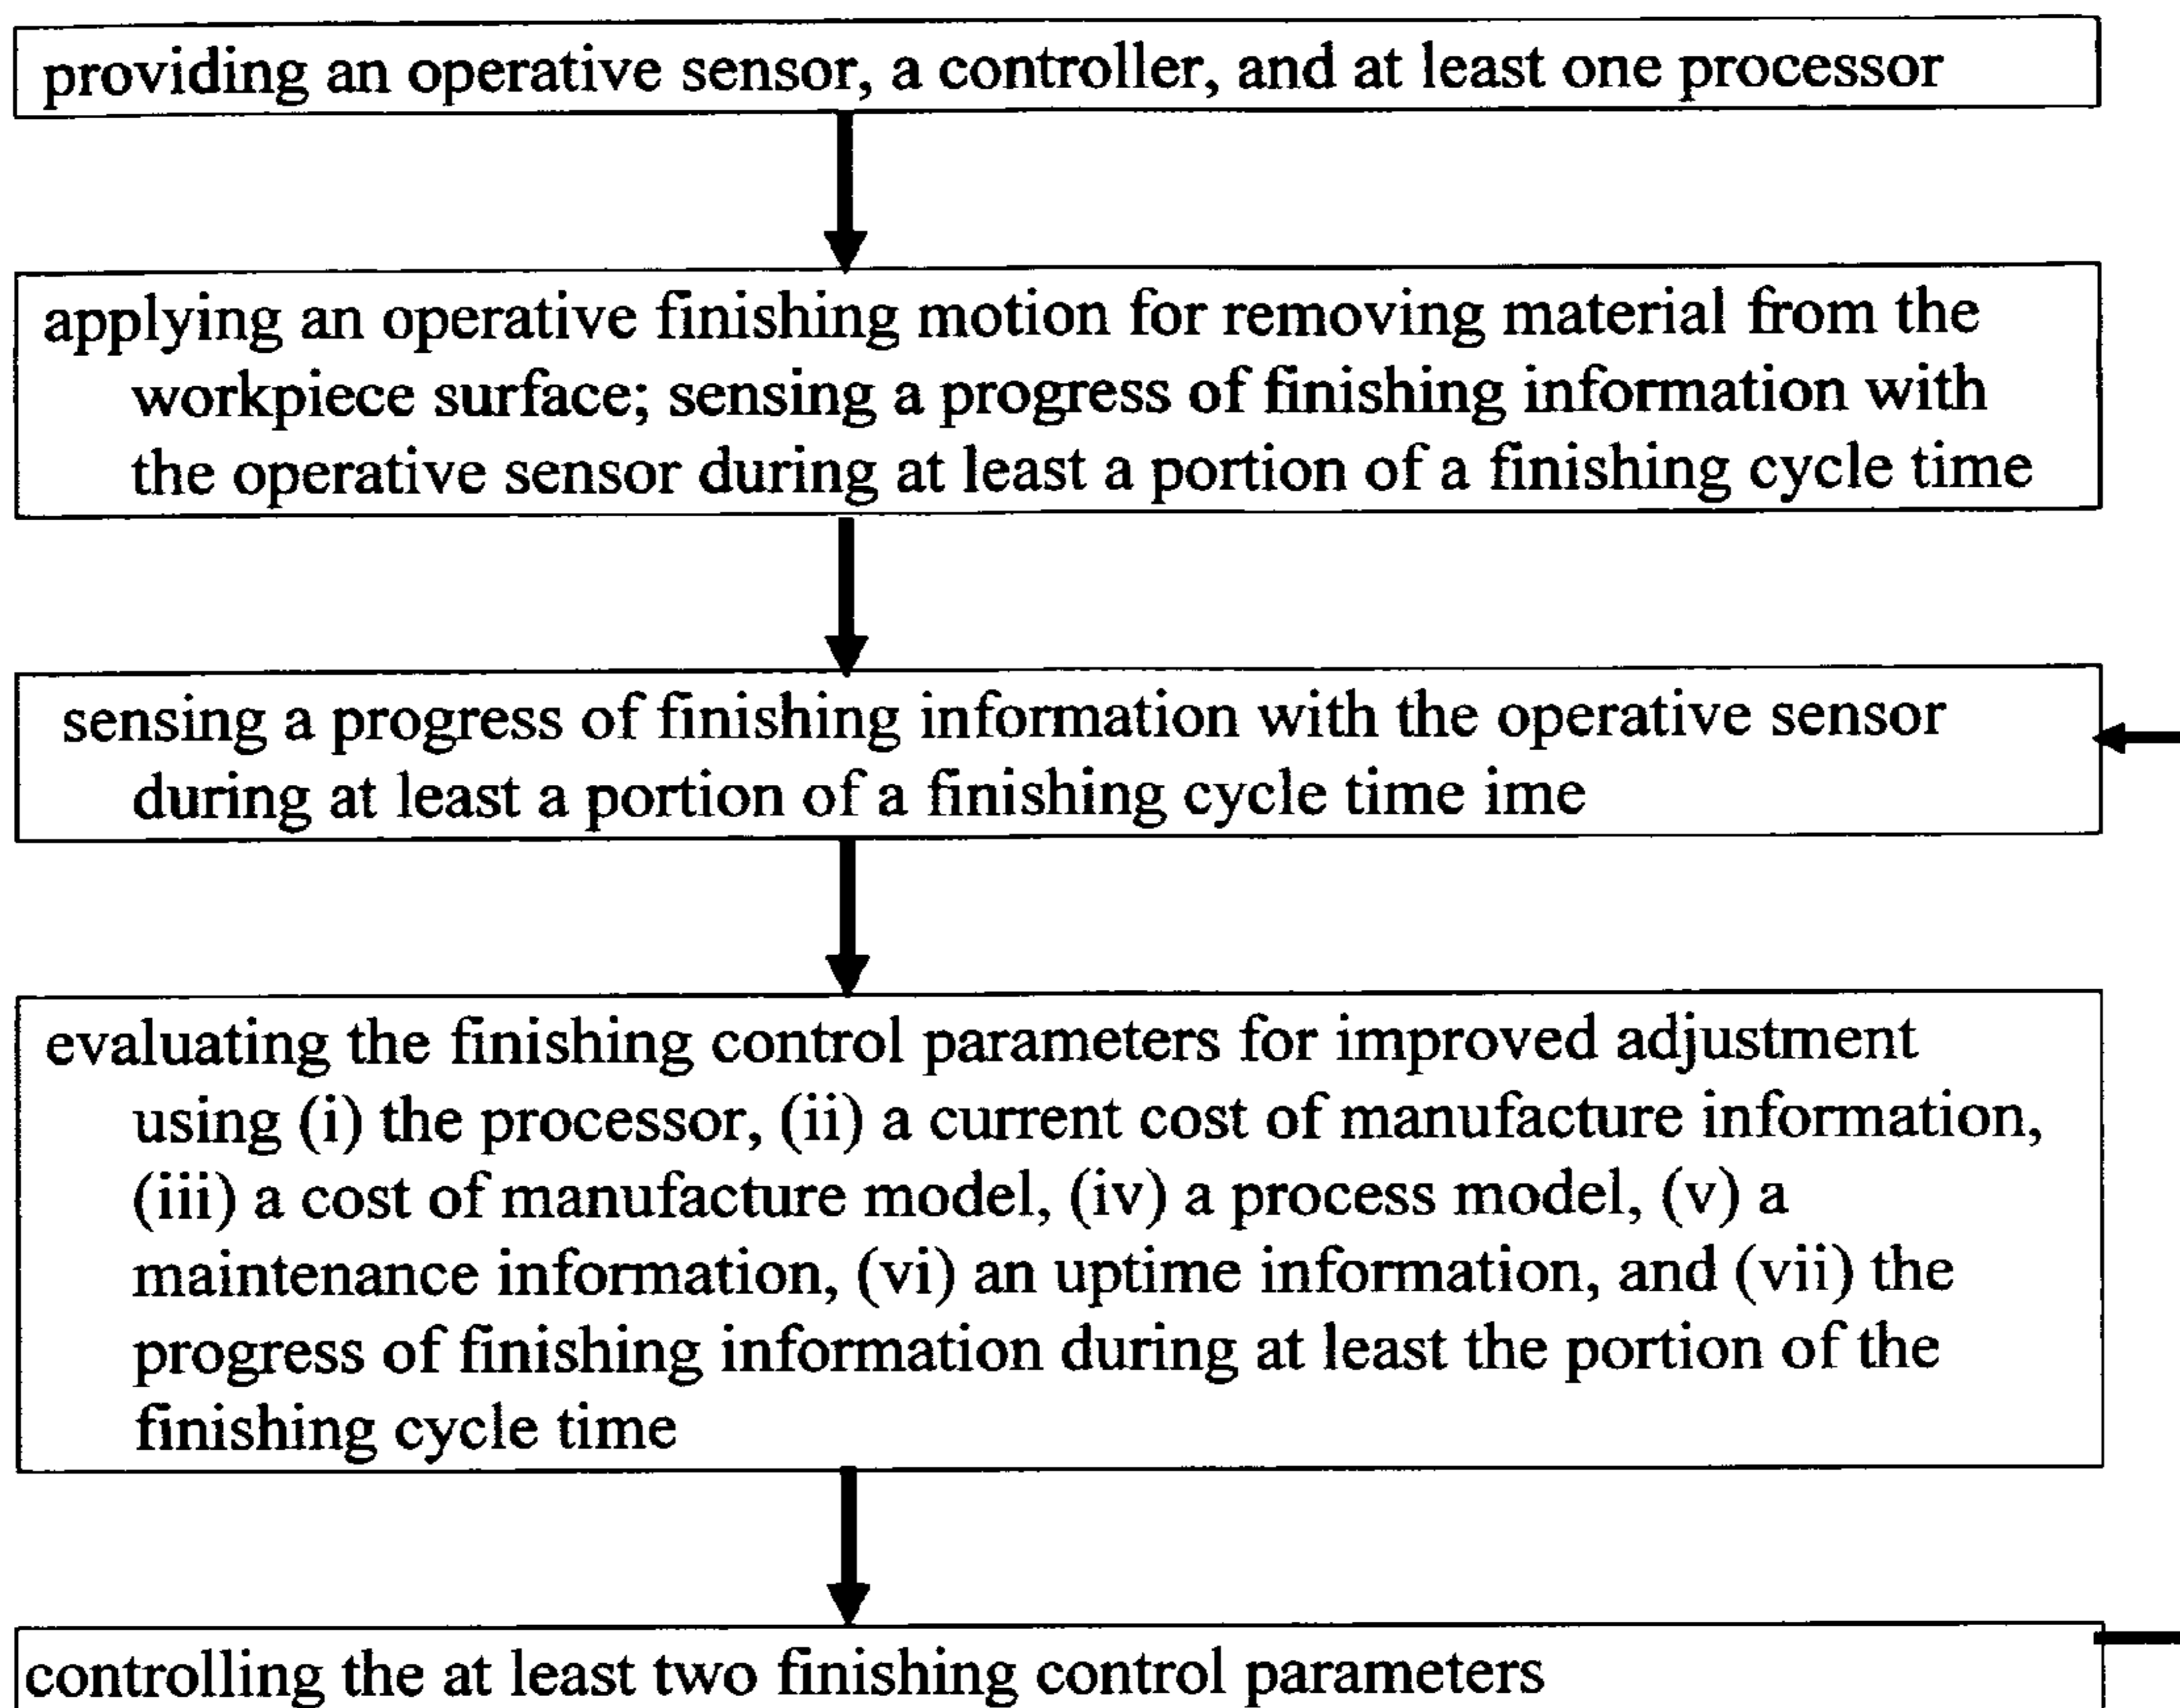 providing an operative sensor, a controller, and at least one processor
applying an operative finishing motion for removing material from the
workpiece surface; sensing a progress of finishing information with
the operative sensor during at least a portion of a finishing cycle time
sensing a progress of finishing information with the operative sensor
during at least a portion of a finishing cycle time ime
evaluating the finishing control parameters for improved adjustment
using (i) the processor, (ii) a current cost of manufacture information,
(iii) a cost of manufacture model, (iv) a process model, (v) a
maintenance information, (vi) an uptime information, and (vii) the
progress of finishing information during at least the portion of the
finishing cycle time
controlling the at least two finishing control parameters